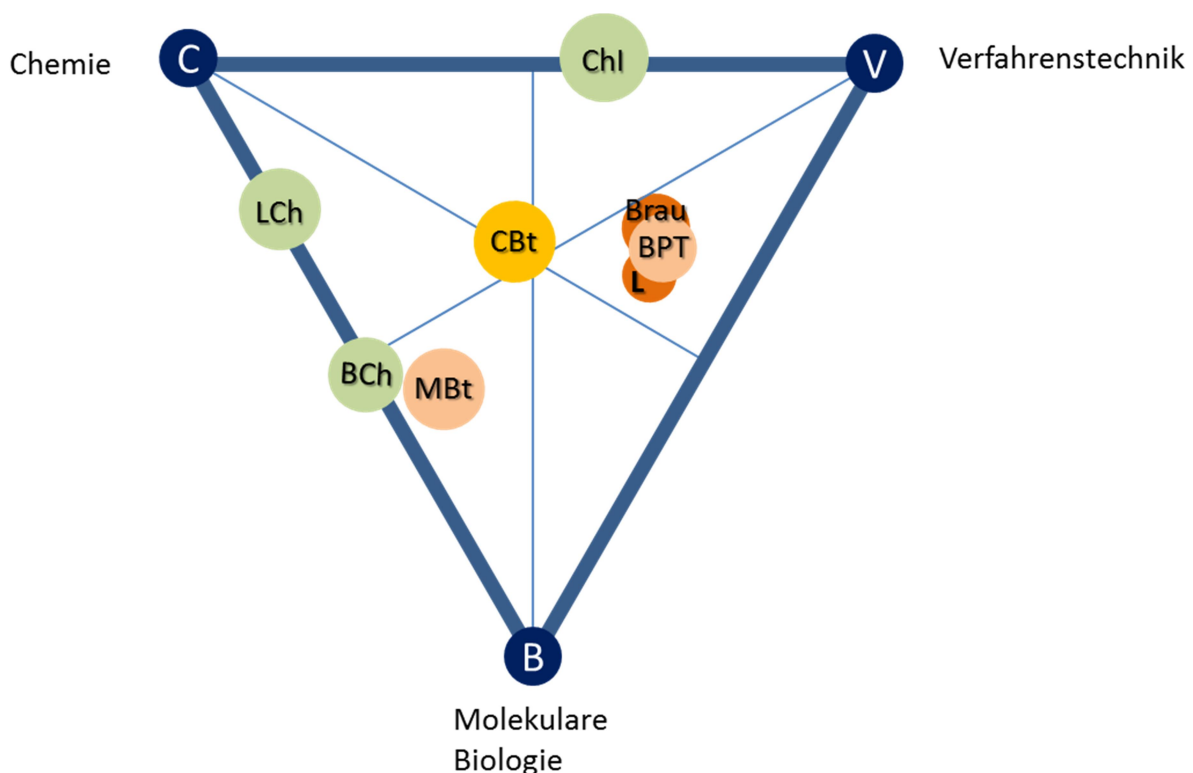 Chemie
C
ChI
V
Verfahrenstechnik
LCh
Brau
CBt
BPT
L
BCh
MBt
B
Molekulare
Biologie